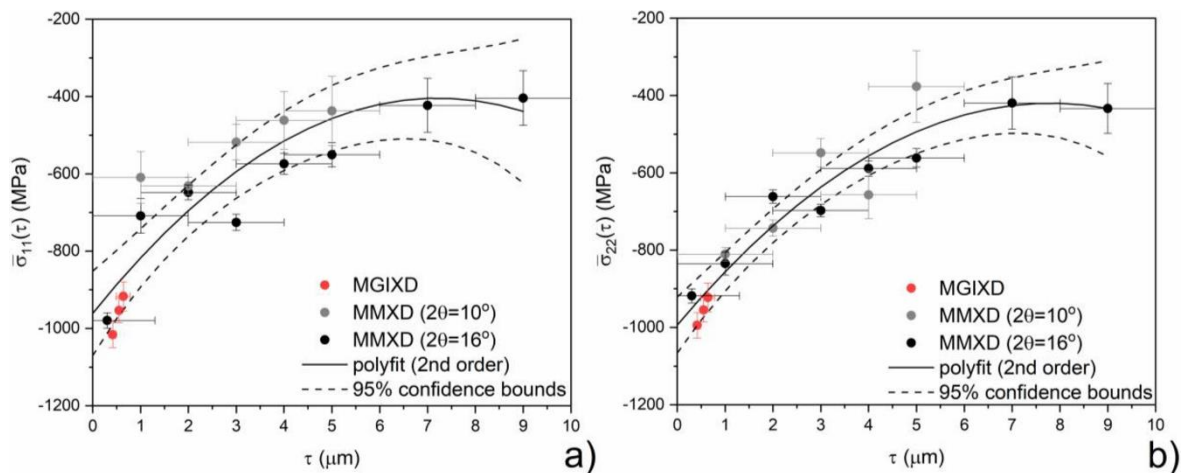 -200
-400
-600
-800
-1000
-1200
σ̅₁₁(τ) (MPa)
MGIXD
MMXD (2θ=10°)
MMXD (2θ=16°)
polyfit (2nd order)
95% confidence bounds
0 1 2 3 4 5 6 7 8 9 10
τ (μm)
a)
-200
-400
-600
-800
-1000
-1200
σ̅₂₂(τ) (MPa)
MGIXD
MMXD (2θ=10°)
MMXD (2θ=16°)
polyfit (2nd order)
95% confidence bounds
0 1 2 3 4 5 6 7 8 9 10
τ (μm)
b)